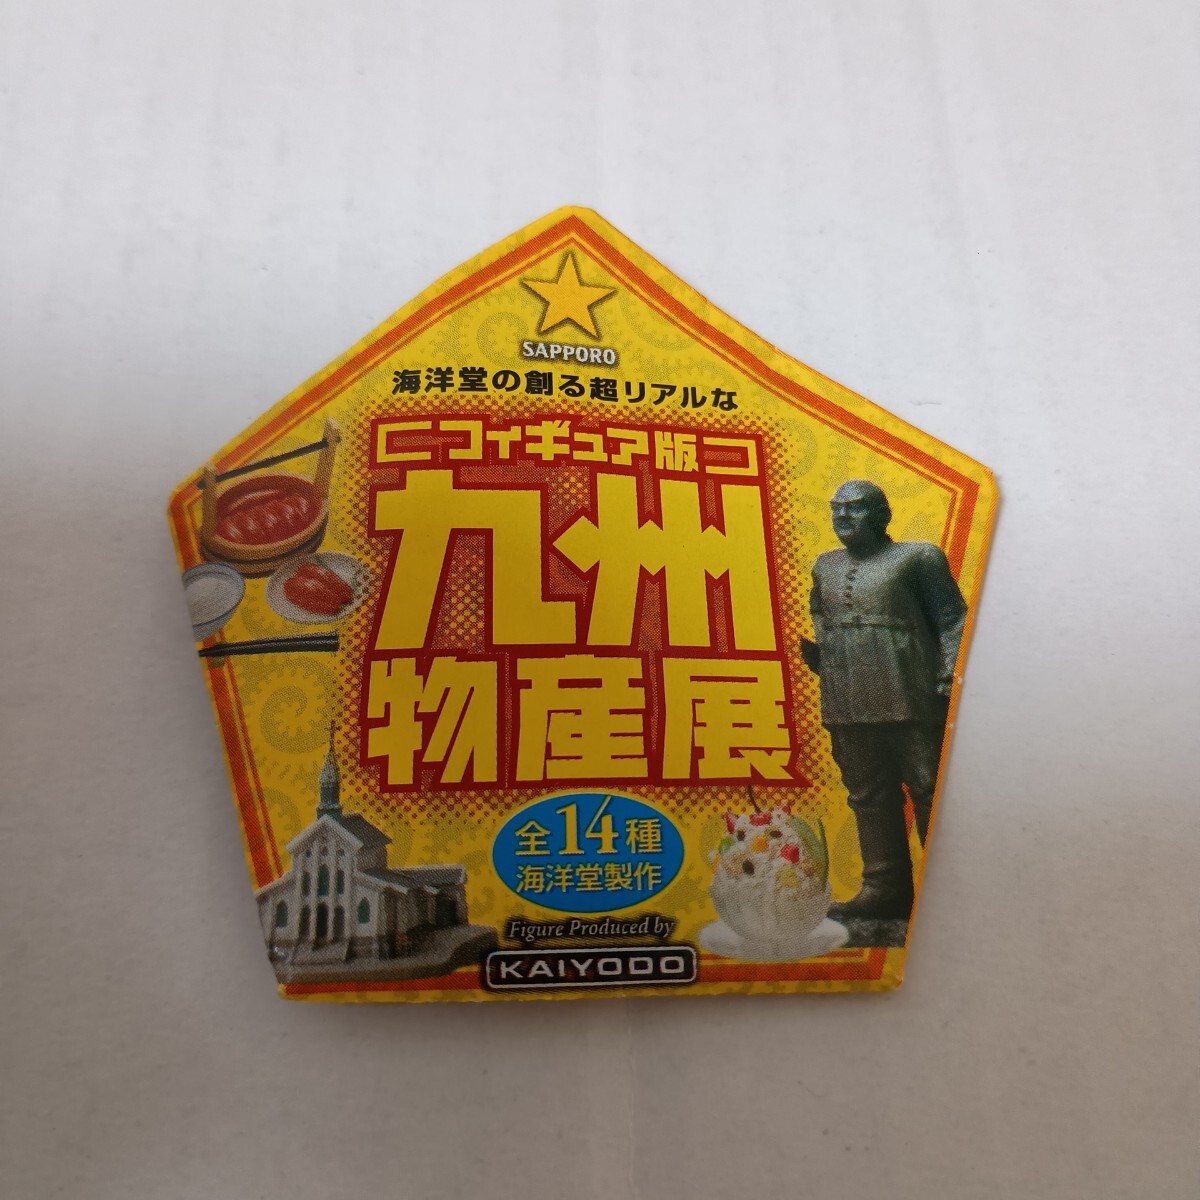 SAPPORO
海洋堂の創る超リアルな
フィギュア版
九州
物産展
全14種
海洋堂製作
Figure Produced by
KAIYODO